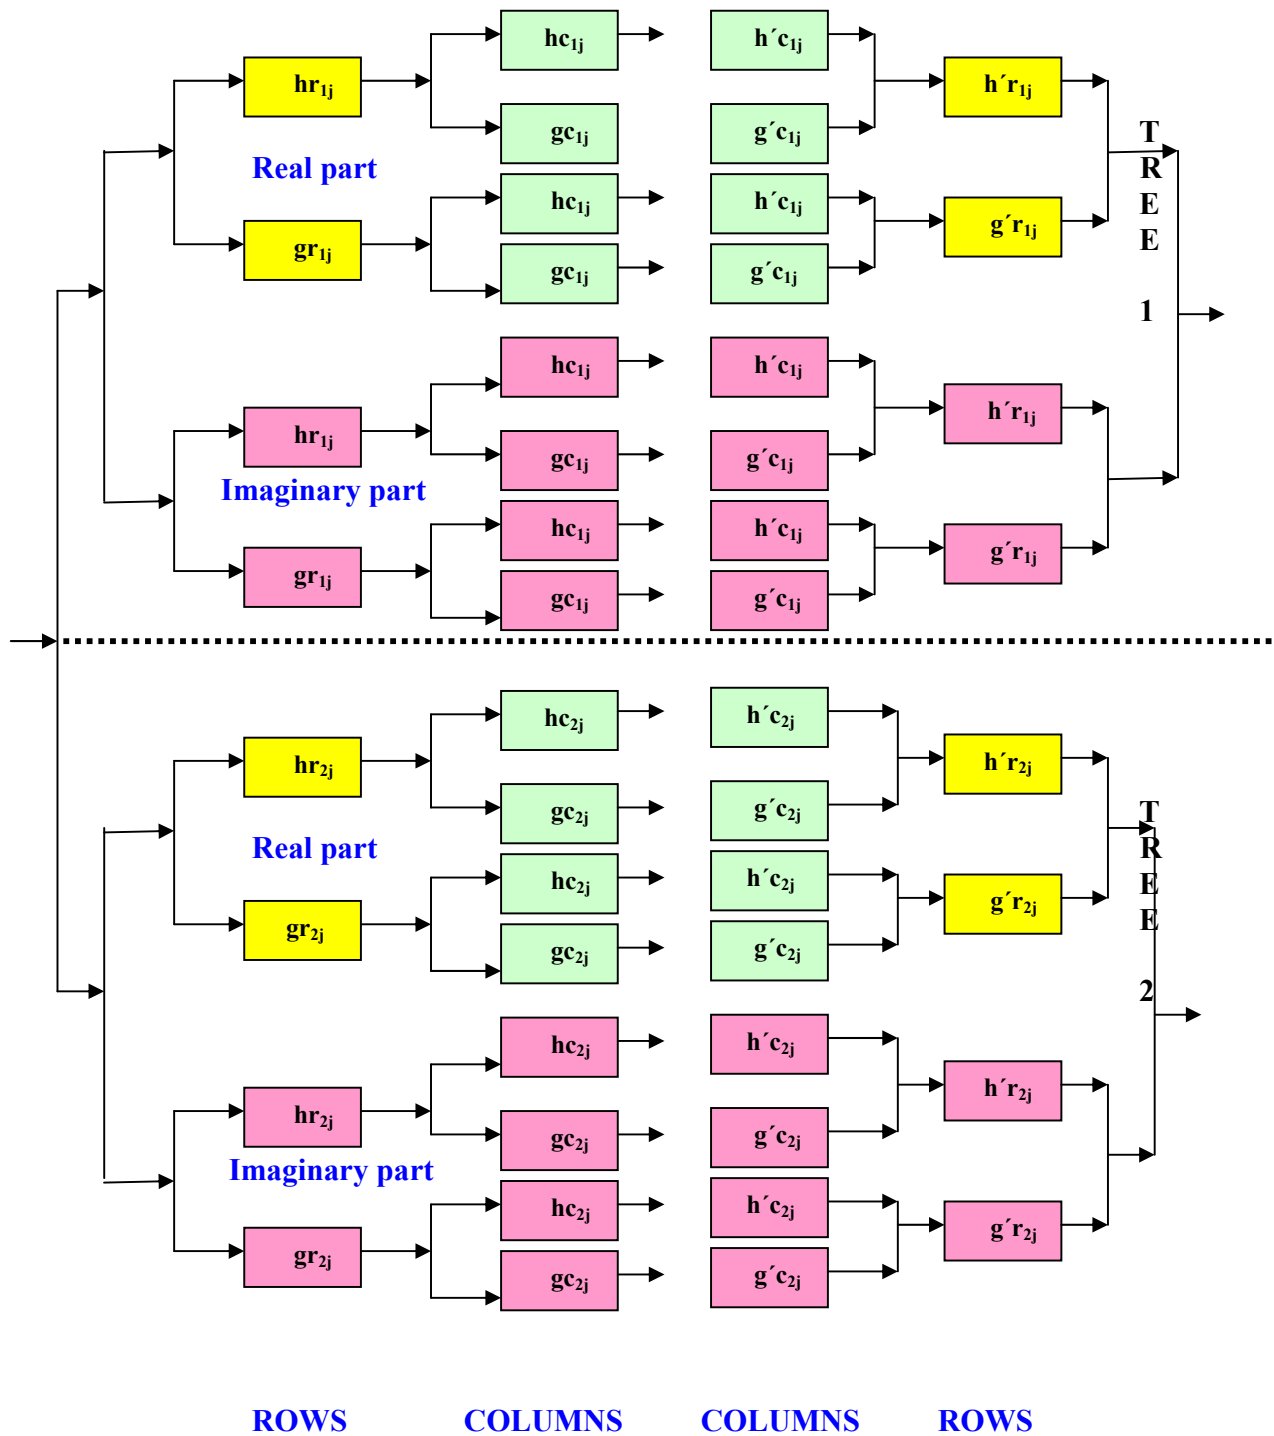 hc1j h´c1j
hr1j h´r1j
gc1j g´c1j
Real part
hc1j h´c1j
gr1j g´r1j
gc1j g´c1j
T
R
E
E
1
hc1j h´c1j
hr1j h´r1j
gc1j g´c1j
Imaginary part
hc1j h´c1j
gr1j g´r1j
gc1j g´c1j
hc2j h´c2j
hr2j h´r2j
gc2j g´c2j
Real part
hc2j h´c2j
gr2j g´r2j
gc2j g´c2j
T
R
E
E
2
hc2j h´c2j
hr2j h´r2j
gc2j g´c2j
Imaginary part
hc2j h´c2j
gr2j g´r2j
gc2j g´c2j
ROWS COLUMNS COLUMNS ROWS